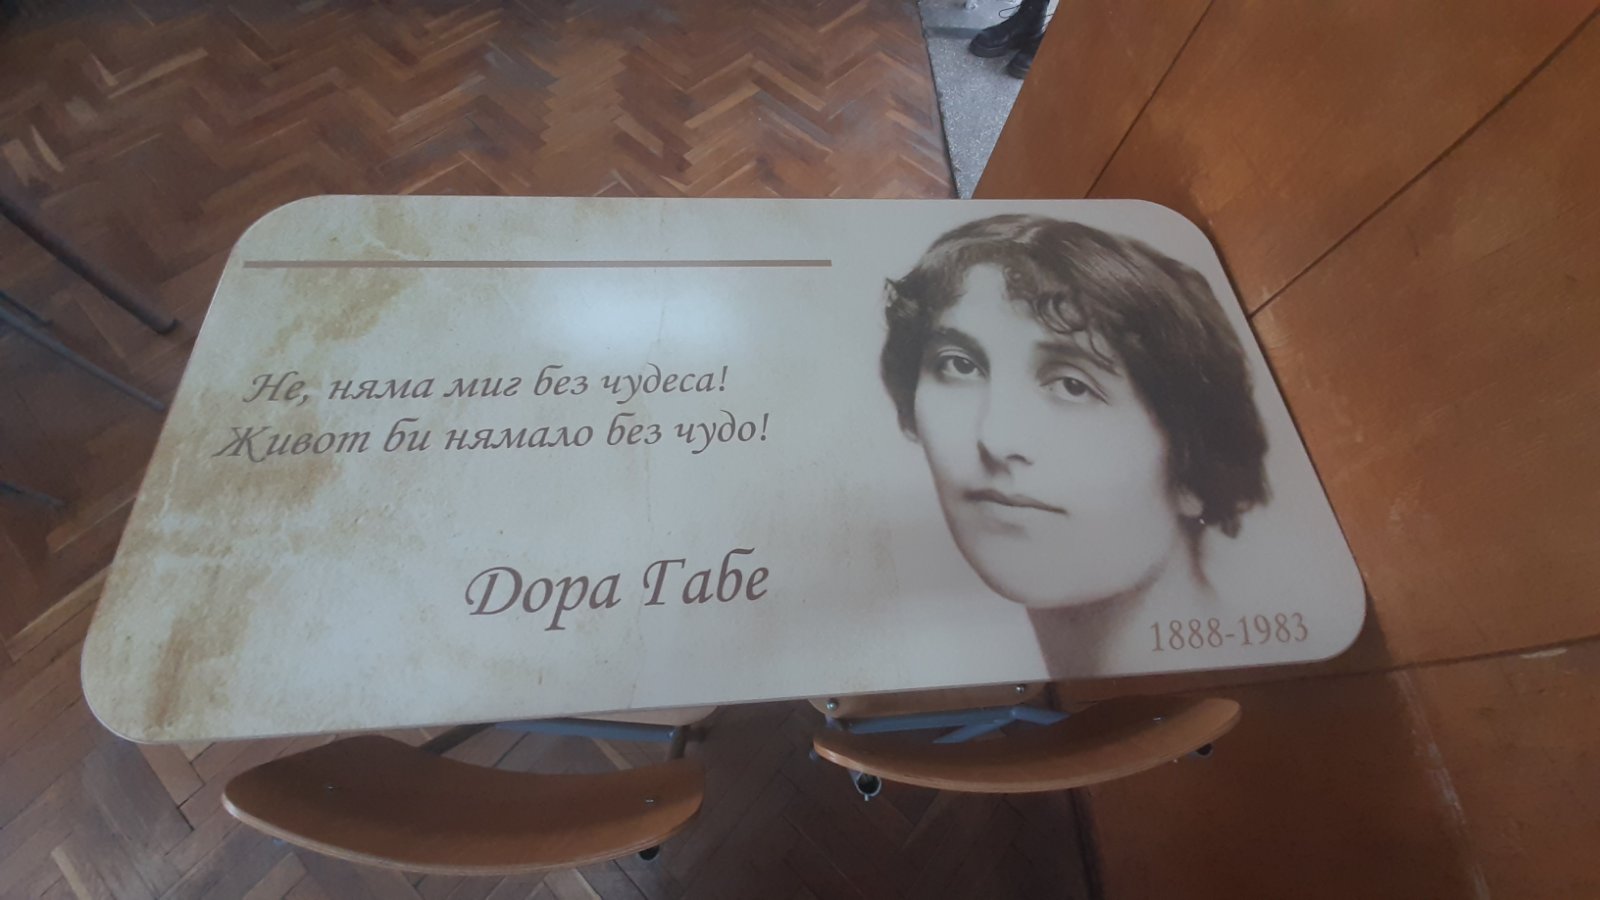 Не, няма миг без чудеса!
Живот би нямало без чудо!
Дора Габе
1888-1983